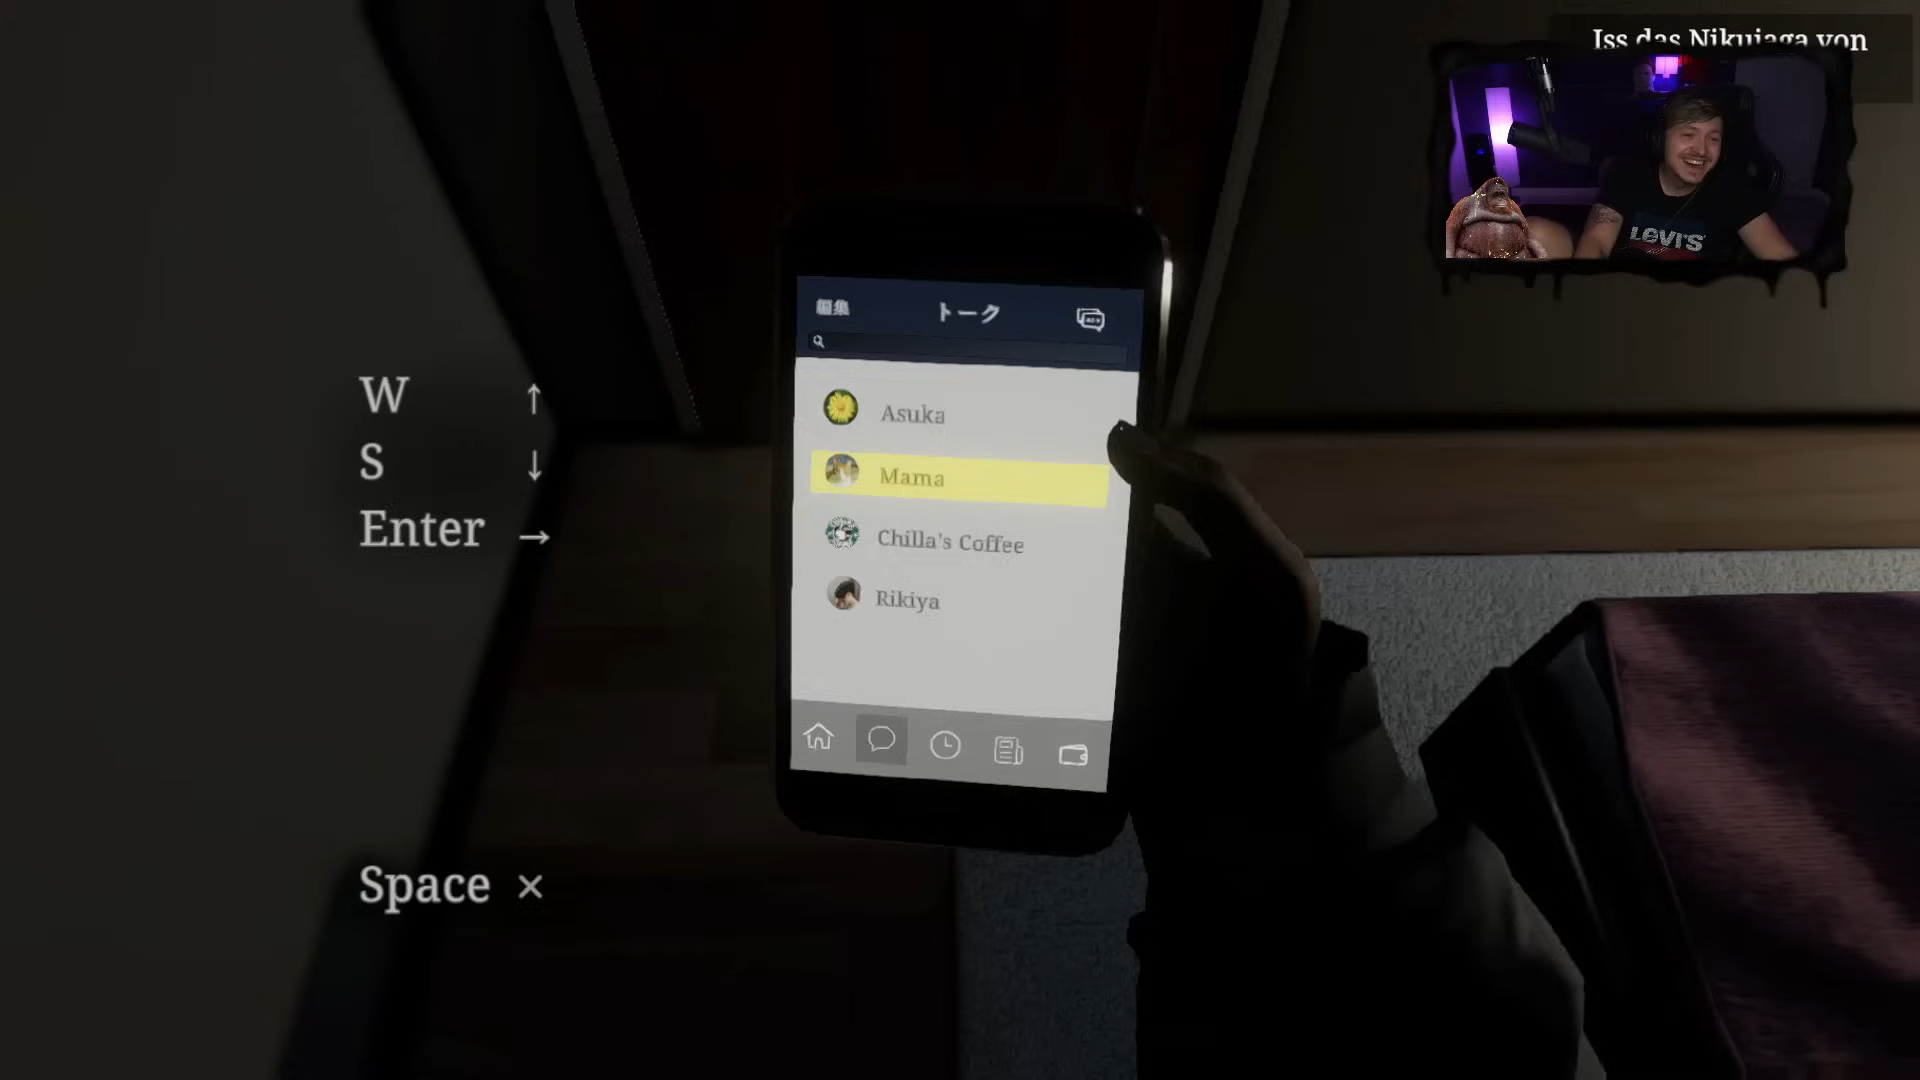 Iss das Nikujaga von
LEVI'S
編集
トーク
W ↑
S ↓
Enter →
Asuka
Mama
Chilla's Coffee
Rikiya
Space ×